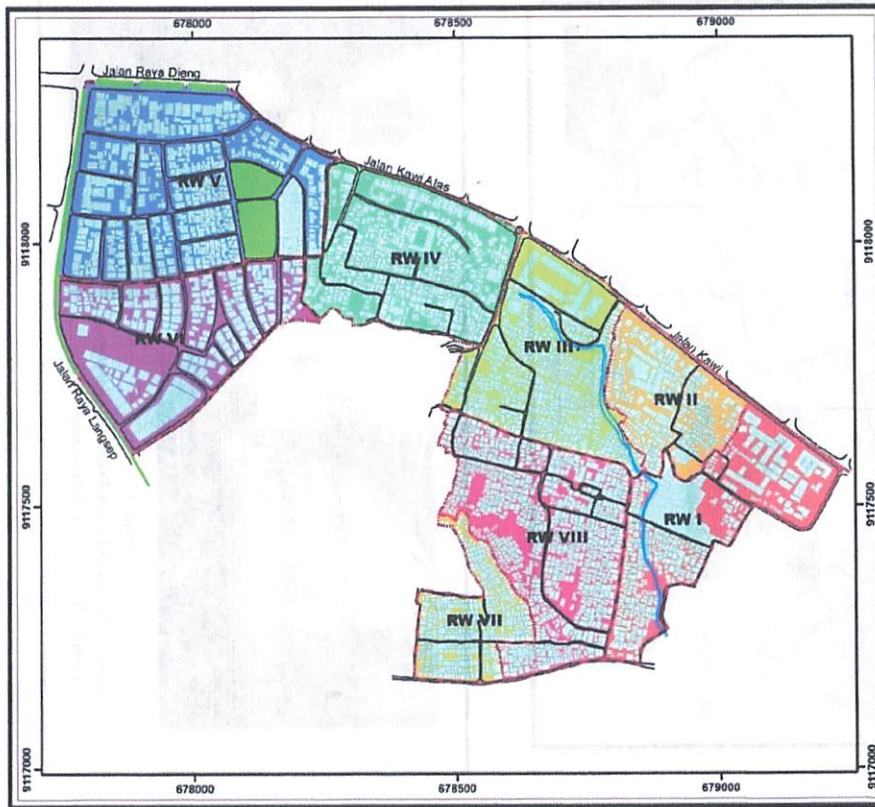 678000 678500 679000
Jalan Raya Dieng
Jalan Kawi Atas
RW V
9118000 9118000
RW IV
RW VI
RW III
Jalan Kawi
RW II
Jalan Raya Langsep
9117500 9117500
RW I
RW VIII
RW VII
9117000 9117000
678000 678500 679000